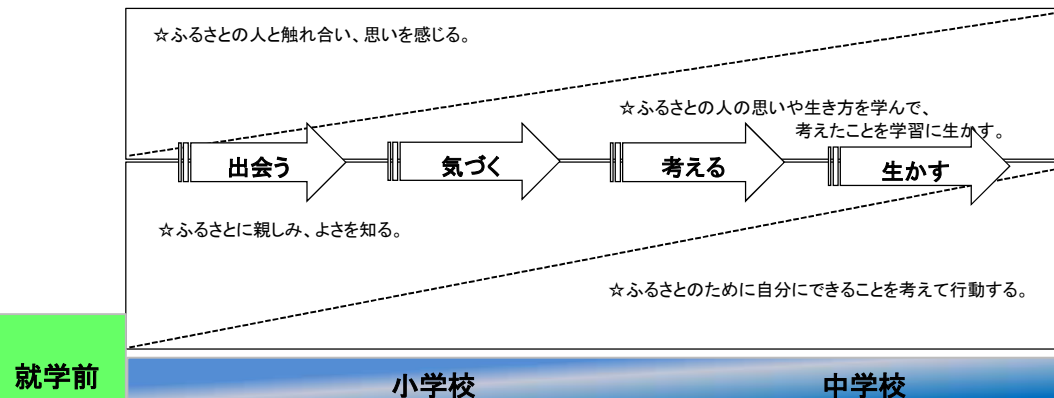 ☆ふるさとの人と触れ合い、思いを感じる。
☆ふるさとの人の思いや生き方を学んで、
考えたことを学習に生かす。
出会う
気づく
考える
生かす
☆ふるさとに親しみ、よさを知る。
☆ふるさとのために自分にできることを考えて行動する。
就学前
小学校
中学校